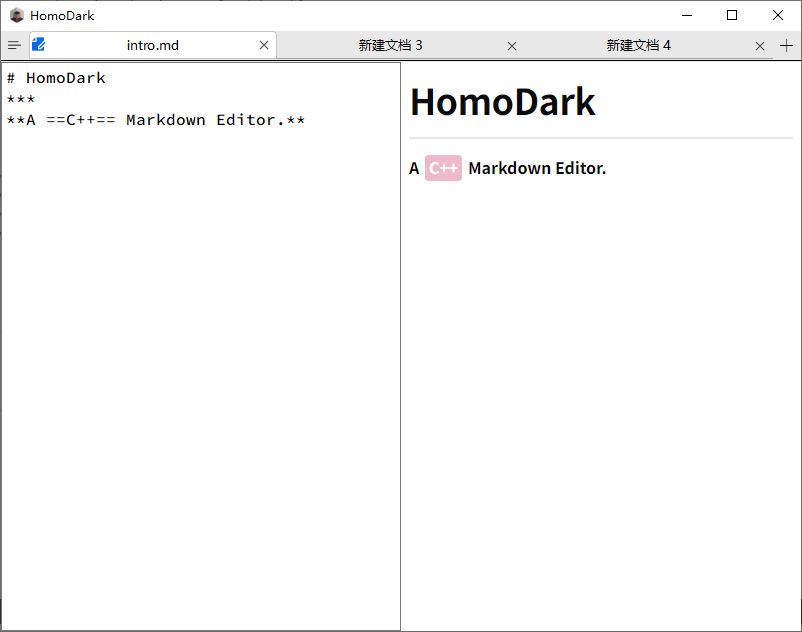 HomoDark
intro.md 新建文档 3 新建文档 4
# HomoDark
***
**A ==C++== Markdown Editor.**
HomoDark
A C++ Markdown Editor.